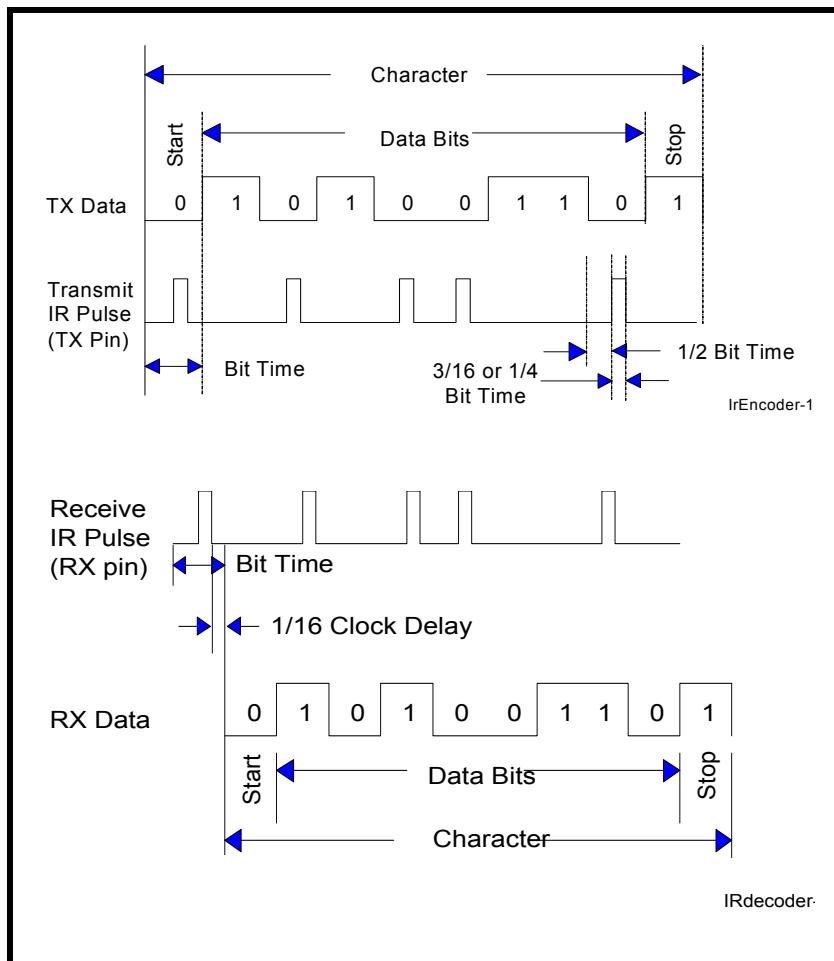 Character
Start
Data Bits
Stop
TX Data
0 1 0 1 0 0 1 1 0 1
Transmit
IR Pulse
(TX Pin)
Bit Time
1/2 Bit Time
3/16 or 1/4
Bit Time
IrEncoder-1
Receive
IR Pulse
(RX pin)
Bit Time
1/16 Clock Delay
RX Data
0 1 0 1 0 0 1 1 0 1
Start
Data Bits
Stop
Character
IRdecoder-